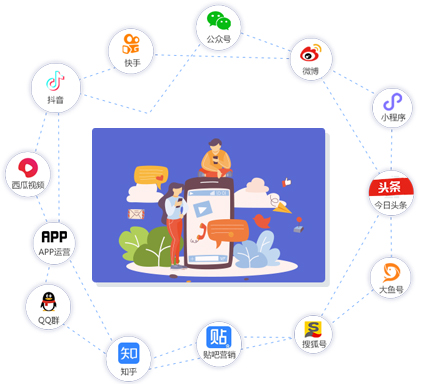 公众号
快手
微博
抖音
小程序
西瓜视频
头条
今日头条
APP
APP运营
大鱼号
QQ群
知
知乎
贴
贴吧营销
搜狐号